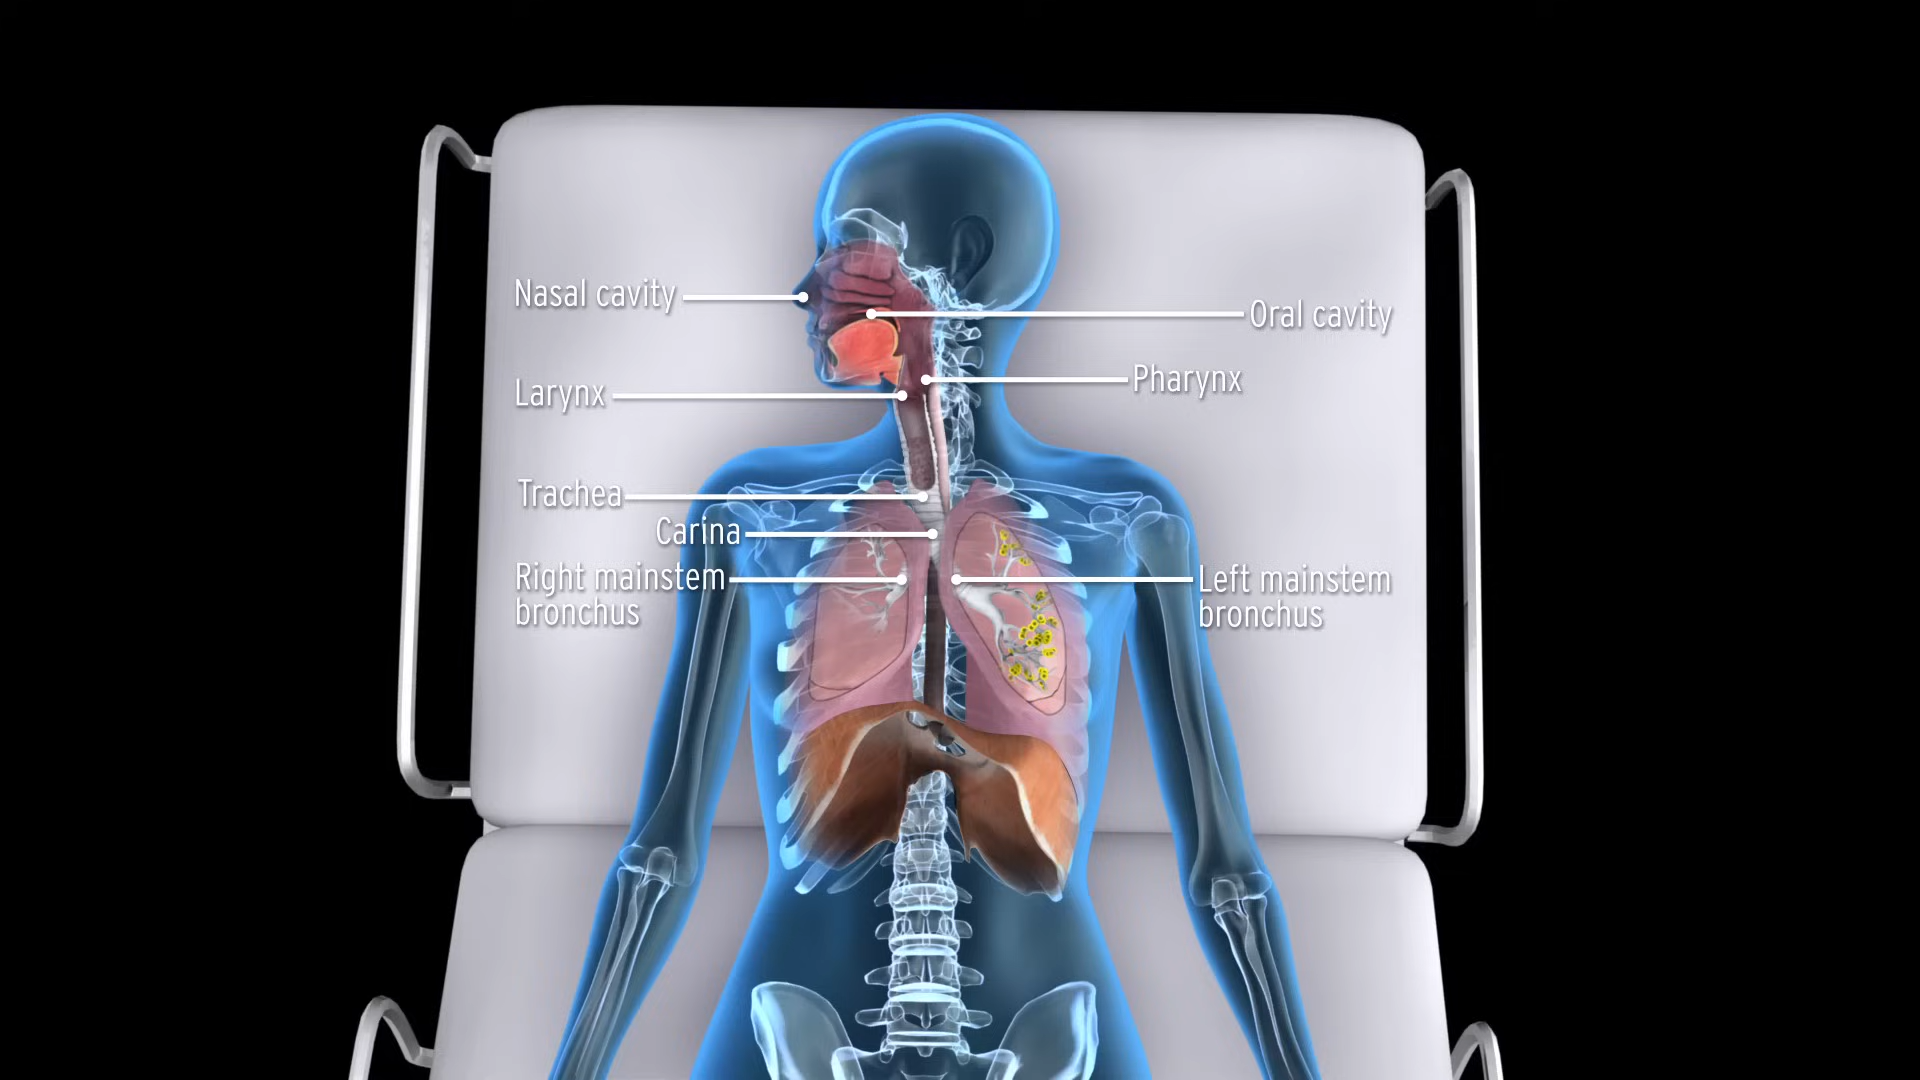 Nasal cavity
Oral cavity
Pharynx
Larynx
Trachea
Carina
Right mainstem
bronchus
Left mainstem
bronchus